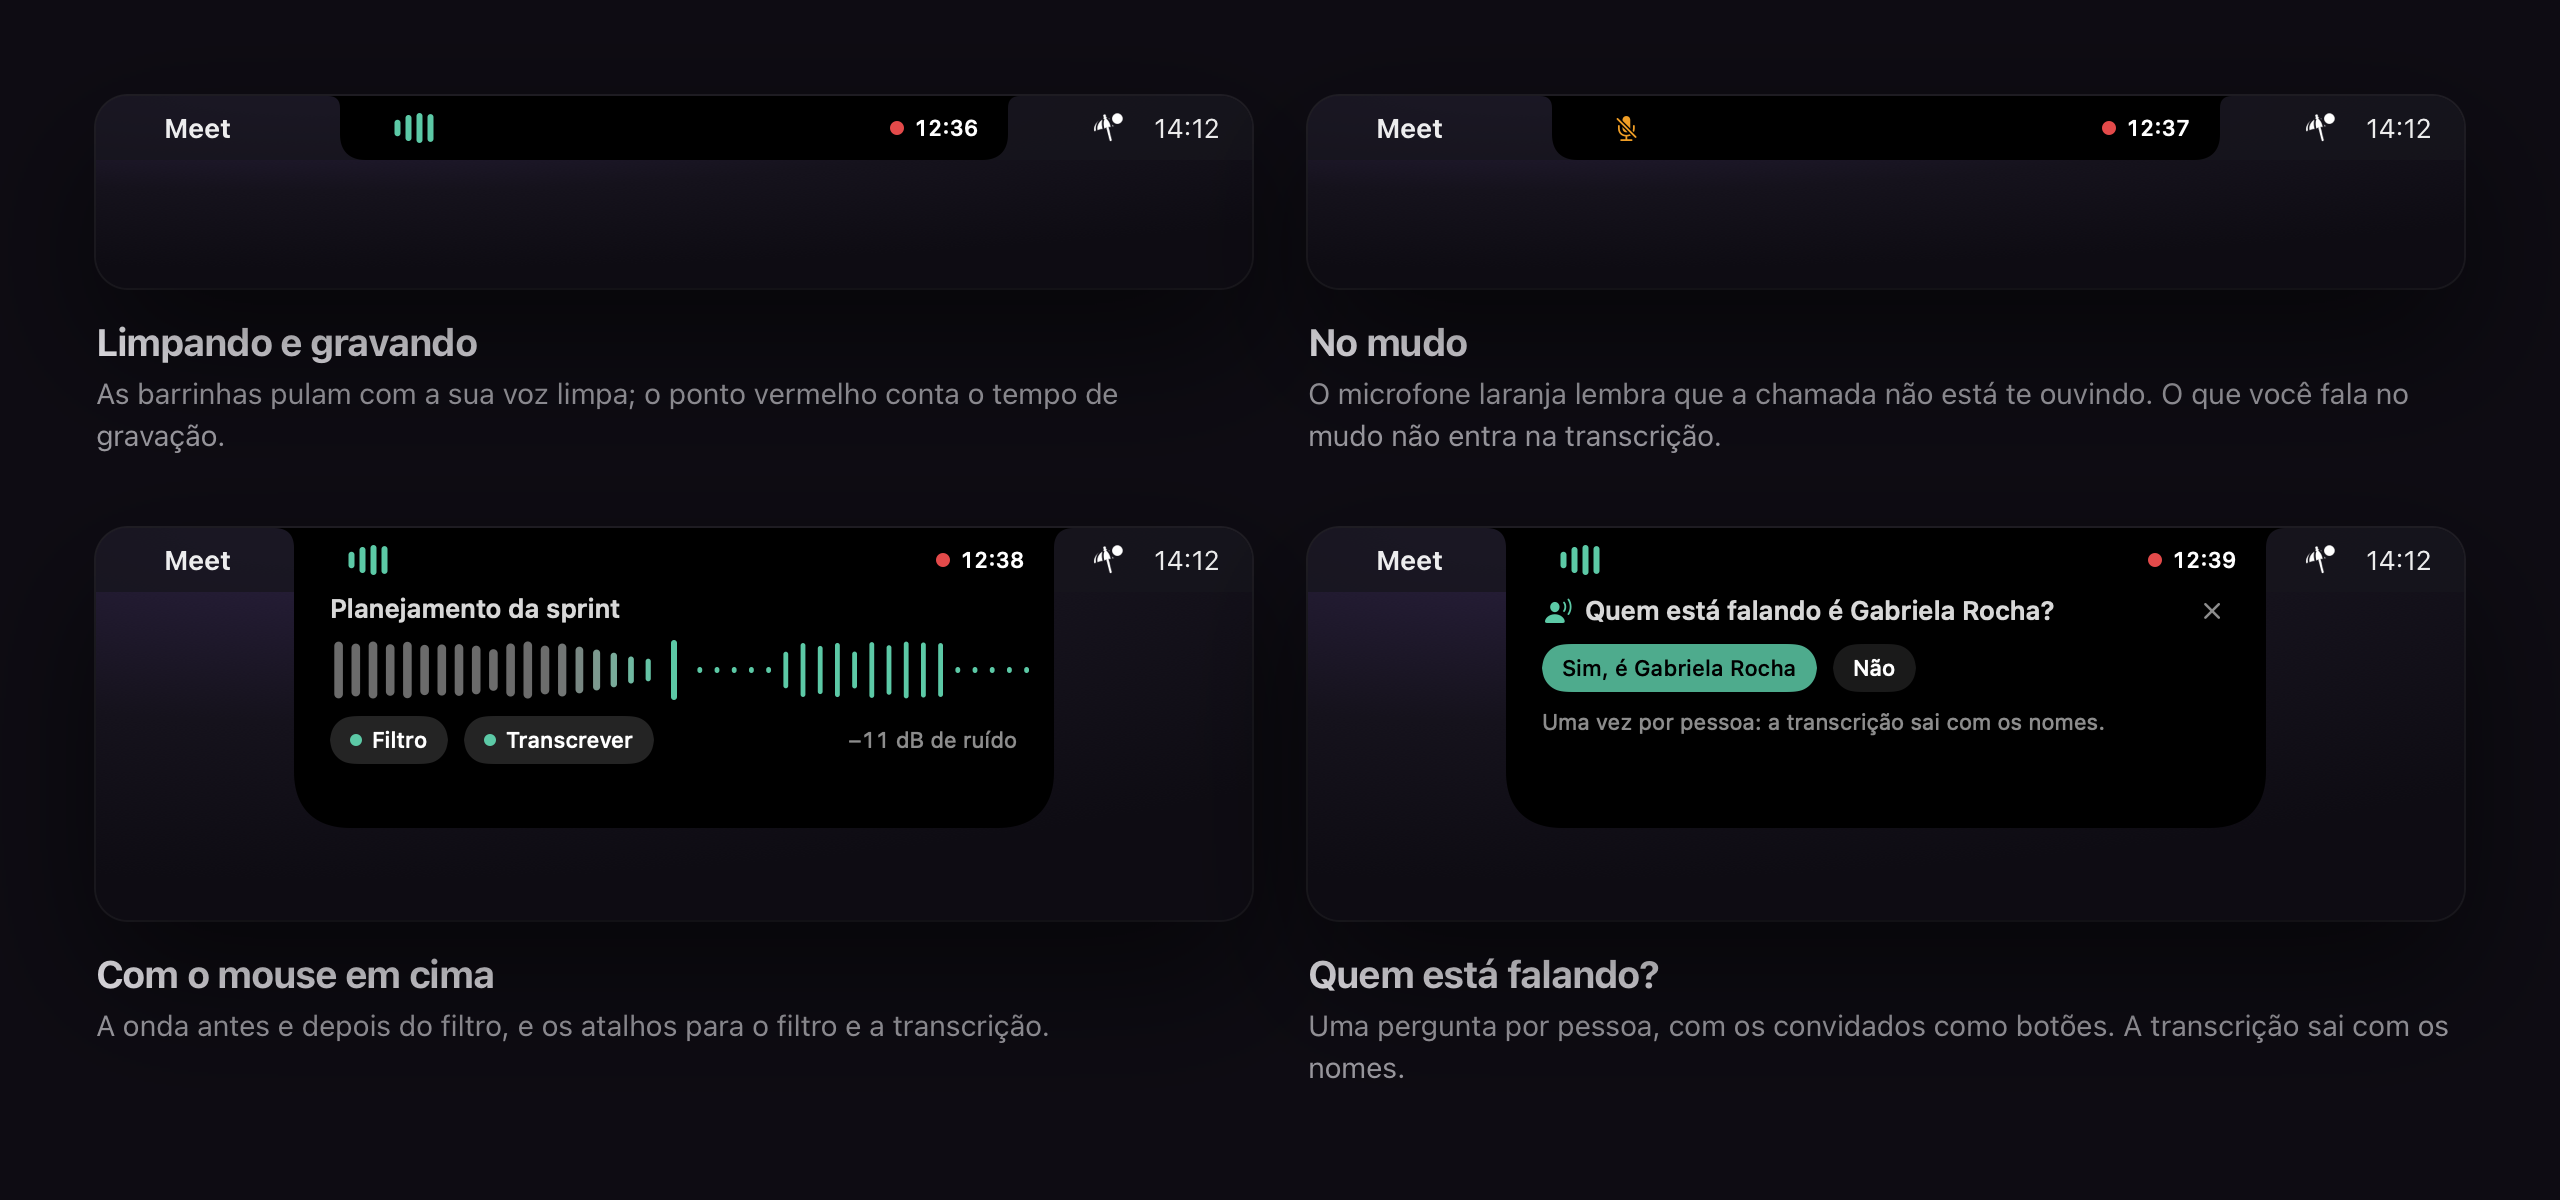 Meet
12:36
14:12
Meet
12:37
14:12
Limpando e gravando
As barrinhas pulam com a sua voz limpa; o ponto vermelho conta o tempo de
gravação.
No mudo
O microfone laranja lembra que a chamada não está te ouvindo. O que você fala no
mudo não entra na transcrição.
Meet
12:38
14:12
Planejamento da sprint
Filtro
Transcrever
−11 dB de ruído
Meet
12:39
14:12
Quem está falando é Gabriela Rocha?
Sim, é Gabriela Rocha
Não
Uma vez por pessoa: a transcrição sai com os nomes.
Com o mouse em cima
A onda antes e depois do filtro, e os atalhos para o filtro e a transcrição.
Quem está falando?
Uma pergunta por pessoa, com os convidados como botões. A transcrição sai com os
nomes.